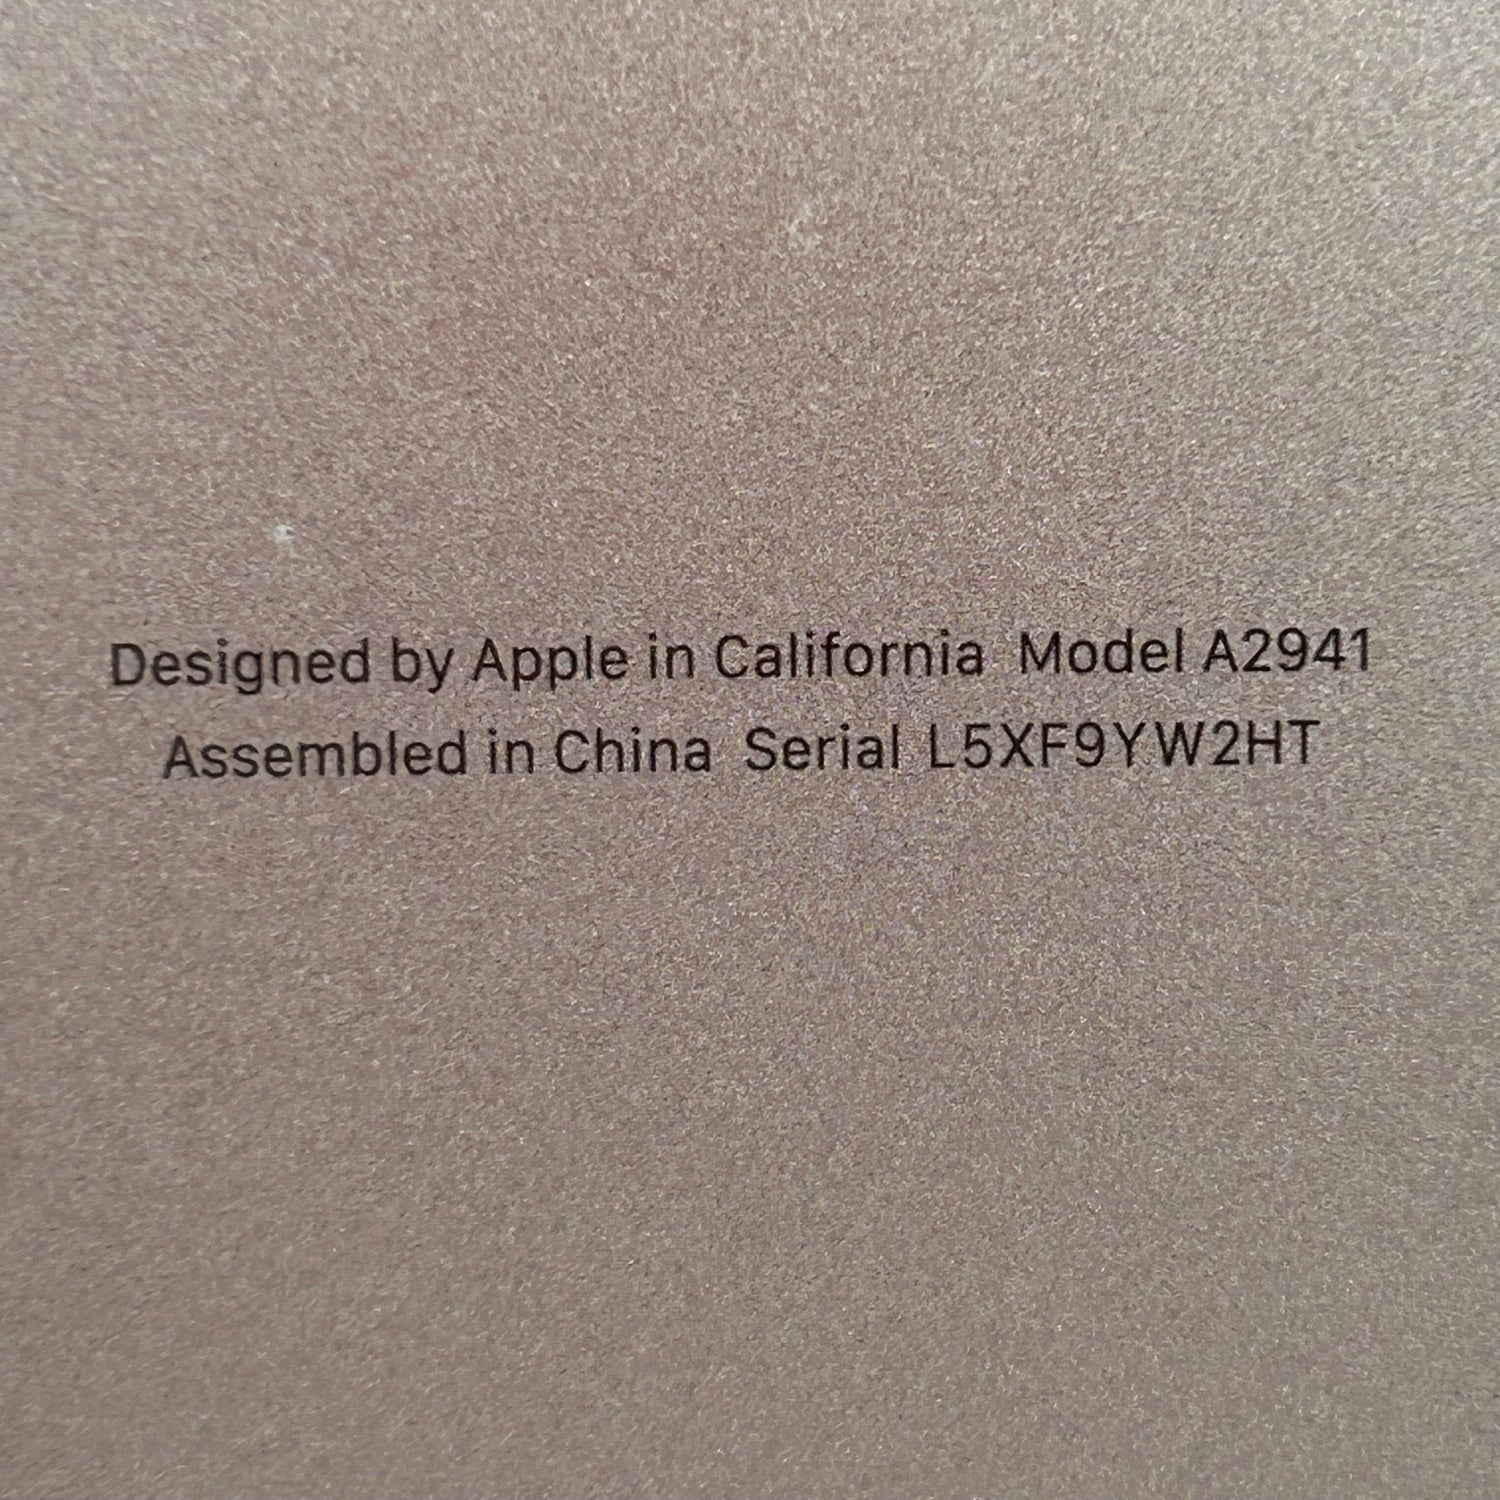 Designed by Apple in California Model A2941
Assembled in China Serial L5XF9YW2HT